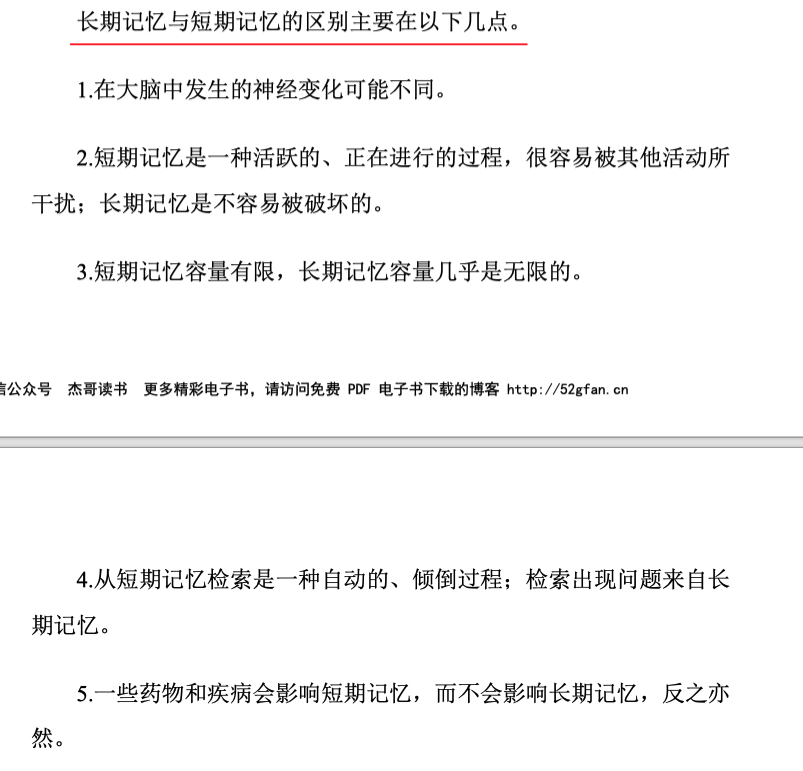 长期记忆与短期记忆的区别主要在以下几点。
1.在大脑中发生的神经变化可能不同。
2.短期记忆是一种活跃的、正在进行的过程，很容易被其他活动所
干扰；长期记忆是不容易被破坏的。
3.短期记忆容量有限，长期记忆容量几乎是无限的。
信公众号 杰哥读书 更多精彩电子书，请访问免费 PDF 电子书下载的博客 http://52gfan.cn
4.从短期记忆检索是一种自动的、倾倒过程；检索出现问题来自长
期记忆。
5.一些药物和疾病会影响短期记忆，而不会影响长期记忆，反之亦
然。